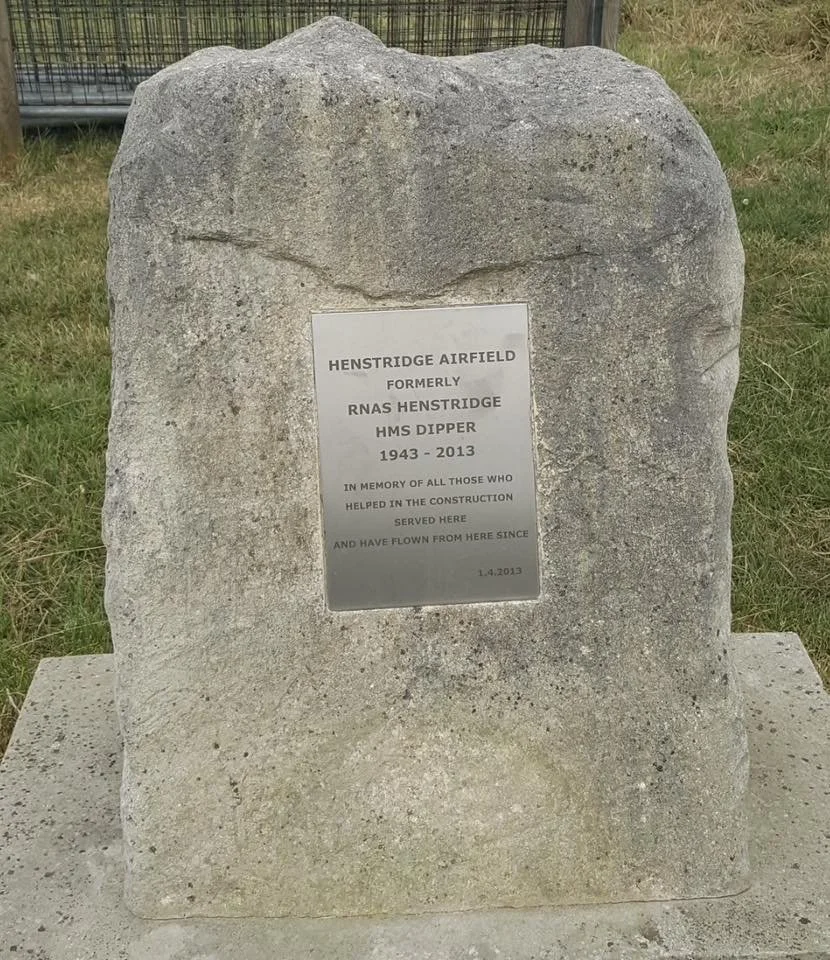 HENSTRIDGE AIRFIELD
FORMERLY
RNAS HENSTRIDGE
HMS DIPPER
1943 - 2013
IN MEMORY OF ALL THOSE WHO
HELPED IN THE CONSTRUCTION
SERVED HERE
AND HAVE FLOWN FROM HERE SINCE
1.4.2013